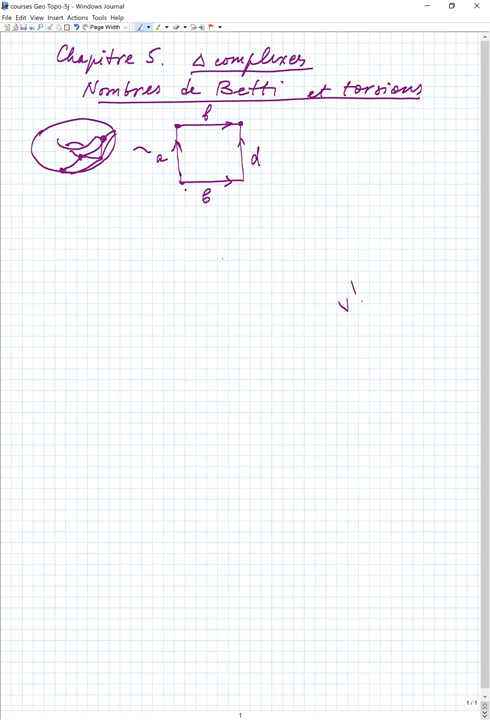 courses Geo Topo-5j - Windows Journal
File Edit View Insert Actions Tools Help
Page Width
Chapitre 5. Δ complexes
Nombres de Betti et torsions
b
~ a d
b
1 / 1
1